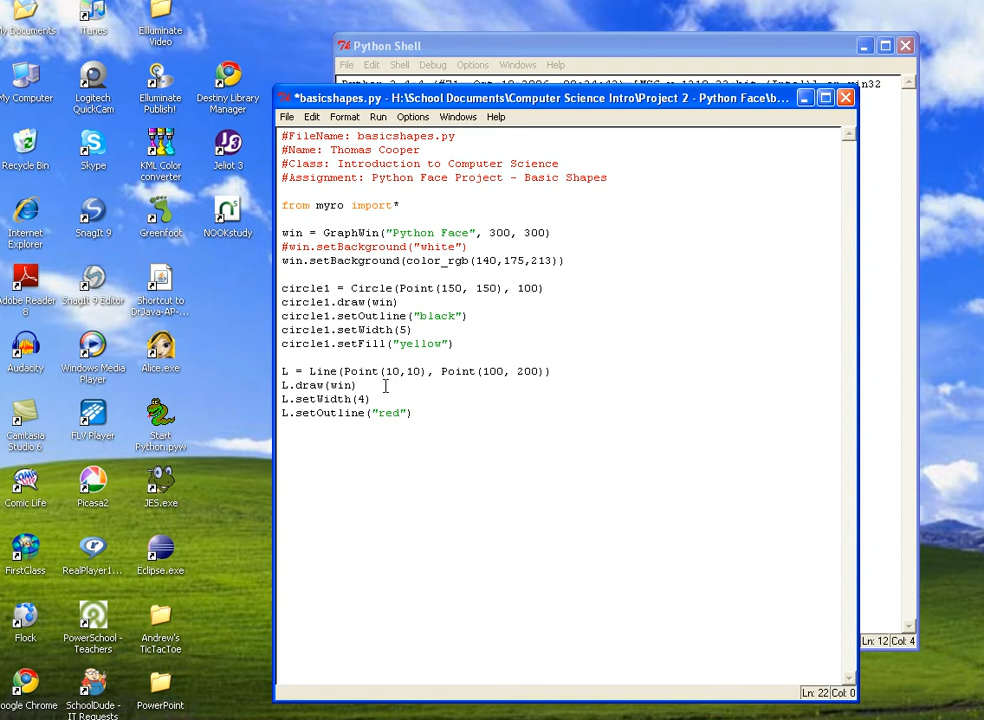 My Documents
iTunes
Elluminate Video
My Computer
Logitech QuickCam
Elluminate Publish!
Destiny Library Manager
Recycle Bin
Skype
KML Color converter
Jeliot 3
Internet Explorer
SnagIt 9
Greenfoot
NOOKstudy
Adobe Reader 8
SnagIt 9 Editor
Shortcut to DrJava-AP-...
Audacity
Windows Media Player
Alice.exe
Camtasia Studio 6
FLV Player
Start Python.pyw
Comic Life
Picasa2
JES.exe
FirstClass
RealPlayer1...
Eclipse.exe
Flock
PowerSchool - Teachers
Andrew's TicTacToe
Google Chrome
SchoolDude - IT Requests
PowerPoint
Python Shell
File Edit Shell Debug Options Windows Help
*basicshapes.py - H:\School Documents\Computer Science Intro\Project 2 - Python Face\b...
File Edit Format Run Options Windows Help
#FileName: basicshapes.py
#Name: Thomas Cooper
#Class: Introduction to Computer Science
#Assignment: Python Face Project - Basic Shapes
from myro import*
win = GraphWin("Python Face", 300, 300)
#win.setBackground("white")
win.setBackground(color_rgb(140,175,213))
circle1 = Circle(Point(150, 150), 100)
circle1.draw(win)
circle1.setOutline("black")
circle1.setWidth(5)
circle1.setFill("yellow")
L = Line(Point(10,10), Point(100, 200))
L.draw(win)
L.setWidth(4)
L.setOutline("red")
Ln: 12 Col: 4
Ln: 22 Col: 0